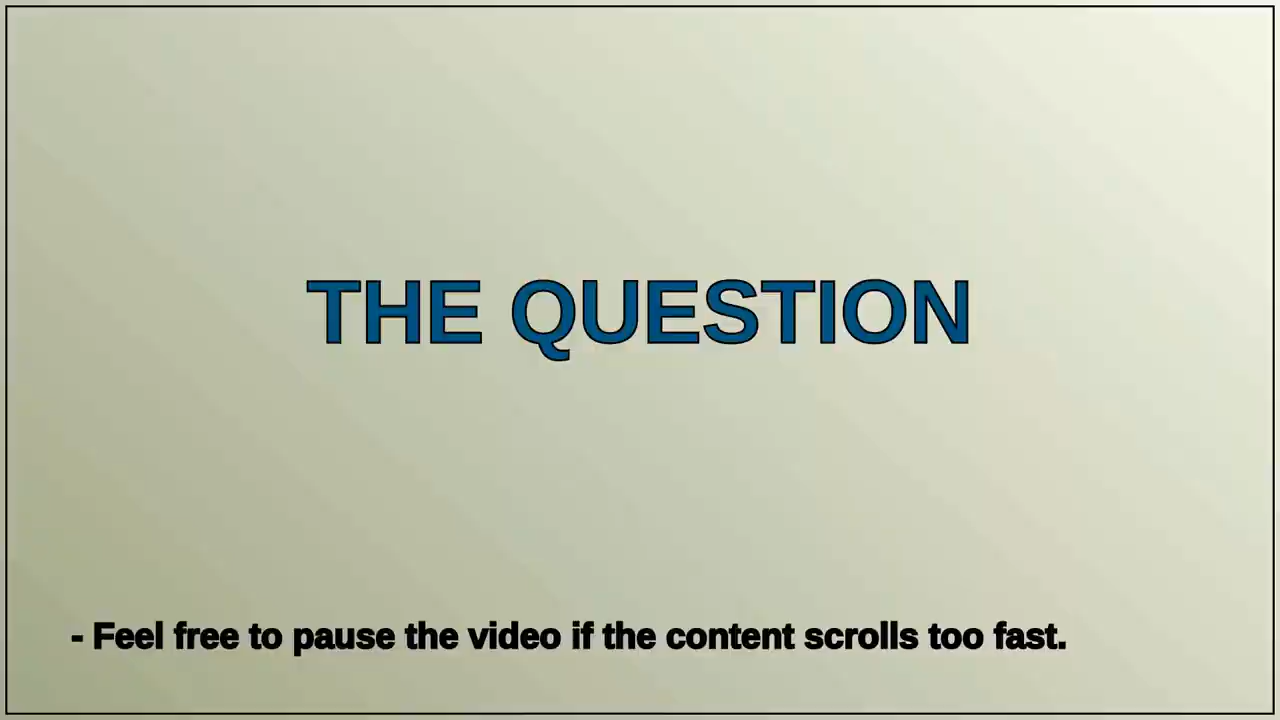 THE QUESTION
- Feel free to pause the video if the content scrolls too fast.